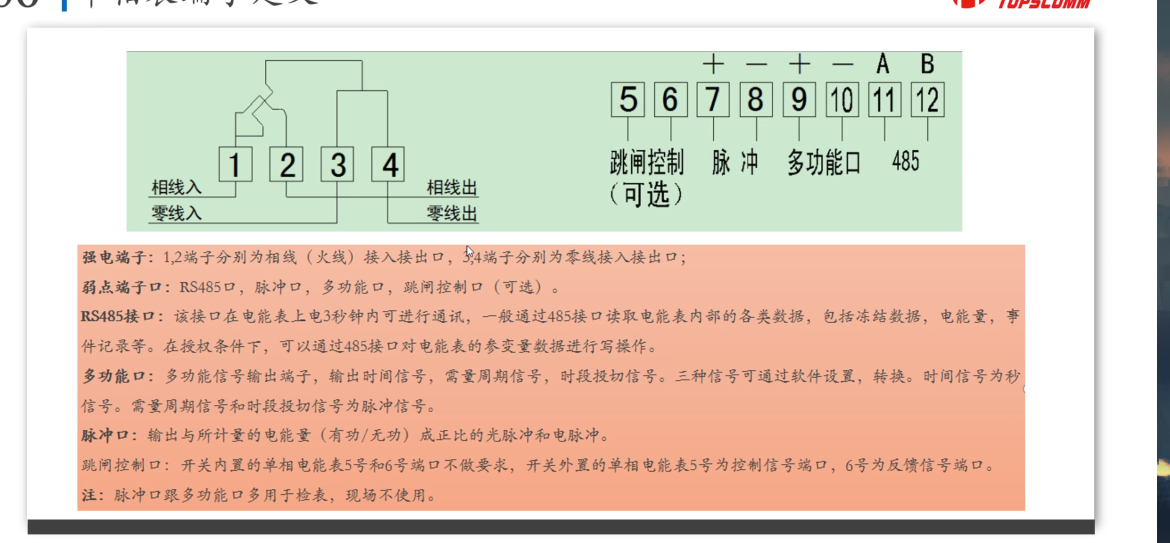 TOPSCOMM
+ - + - A B
5 6 7 8 9 10 11 12
1 2 3 4
跳闸控制 脉 冲 多功能口 485
(可选)
相线入 相线出
零线入 零线出
强电端子：1,2端子分别为相线（火线）接入接出口，3,4端子分别为零线接入接出口；
弱点端子口：RS485口，脉冲口，多功能口，跳闸控制口（可选）。
RS485接口：该接口在电能表上电3秒钟内可进行通讯，一般通过485接口读取电能表内部的各类数据，包括冻结数据，电能量，事
件记录等。在授权条件下，可以通过485接口对电能表的参变量数据进行写操作。
多功能口：多功能信号输出端子，输出时间信号，需量周期信号，时段投切信号。三种信号可通过软件设置，转换。时间信号为秒
信号。需量周期信号和时段投切信号为脉冲信号。
脉冲口：输出与所计量的电能量（有功/无功）成正比的光脉冲和电脉冲。
跳闸控制口：开关内置的单相电能表5号和6号端口不做要求，开关外置的单相电能表5号为控制信号端口，6号为反馈信号端口。
注：脉冲口跟多功能口多用于检表，现场不使用。